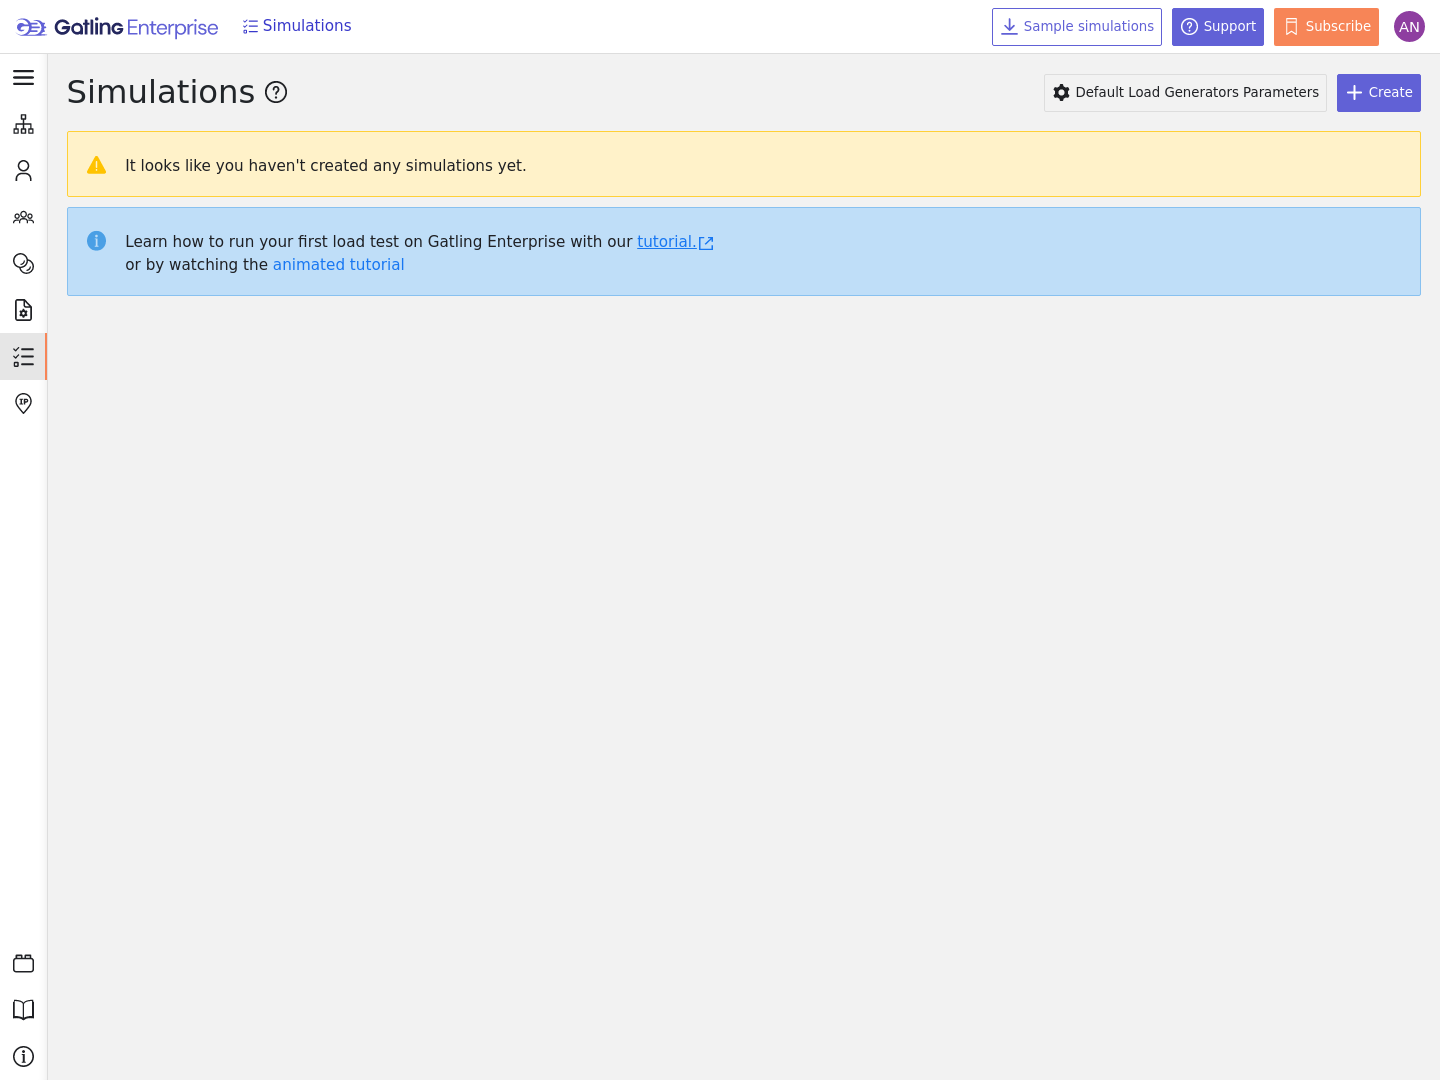 Gatling Enterprise
Simulations
Sample simulations
Support
Subscribe
AN
Simulations
Default Load Generators Parameters
Create
It looks like you haven't created any simulations yet.
Learn how to run your first load test on Gatling Enterprise with our tutorial.
or by watching the animated tutorial
IP